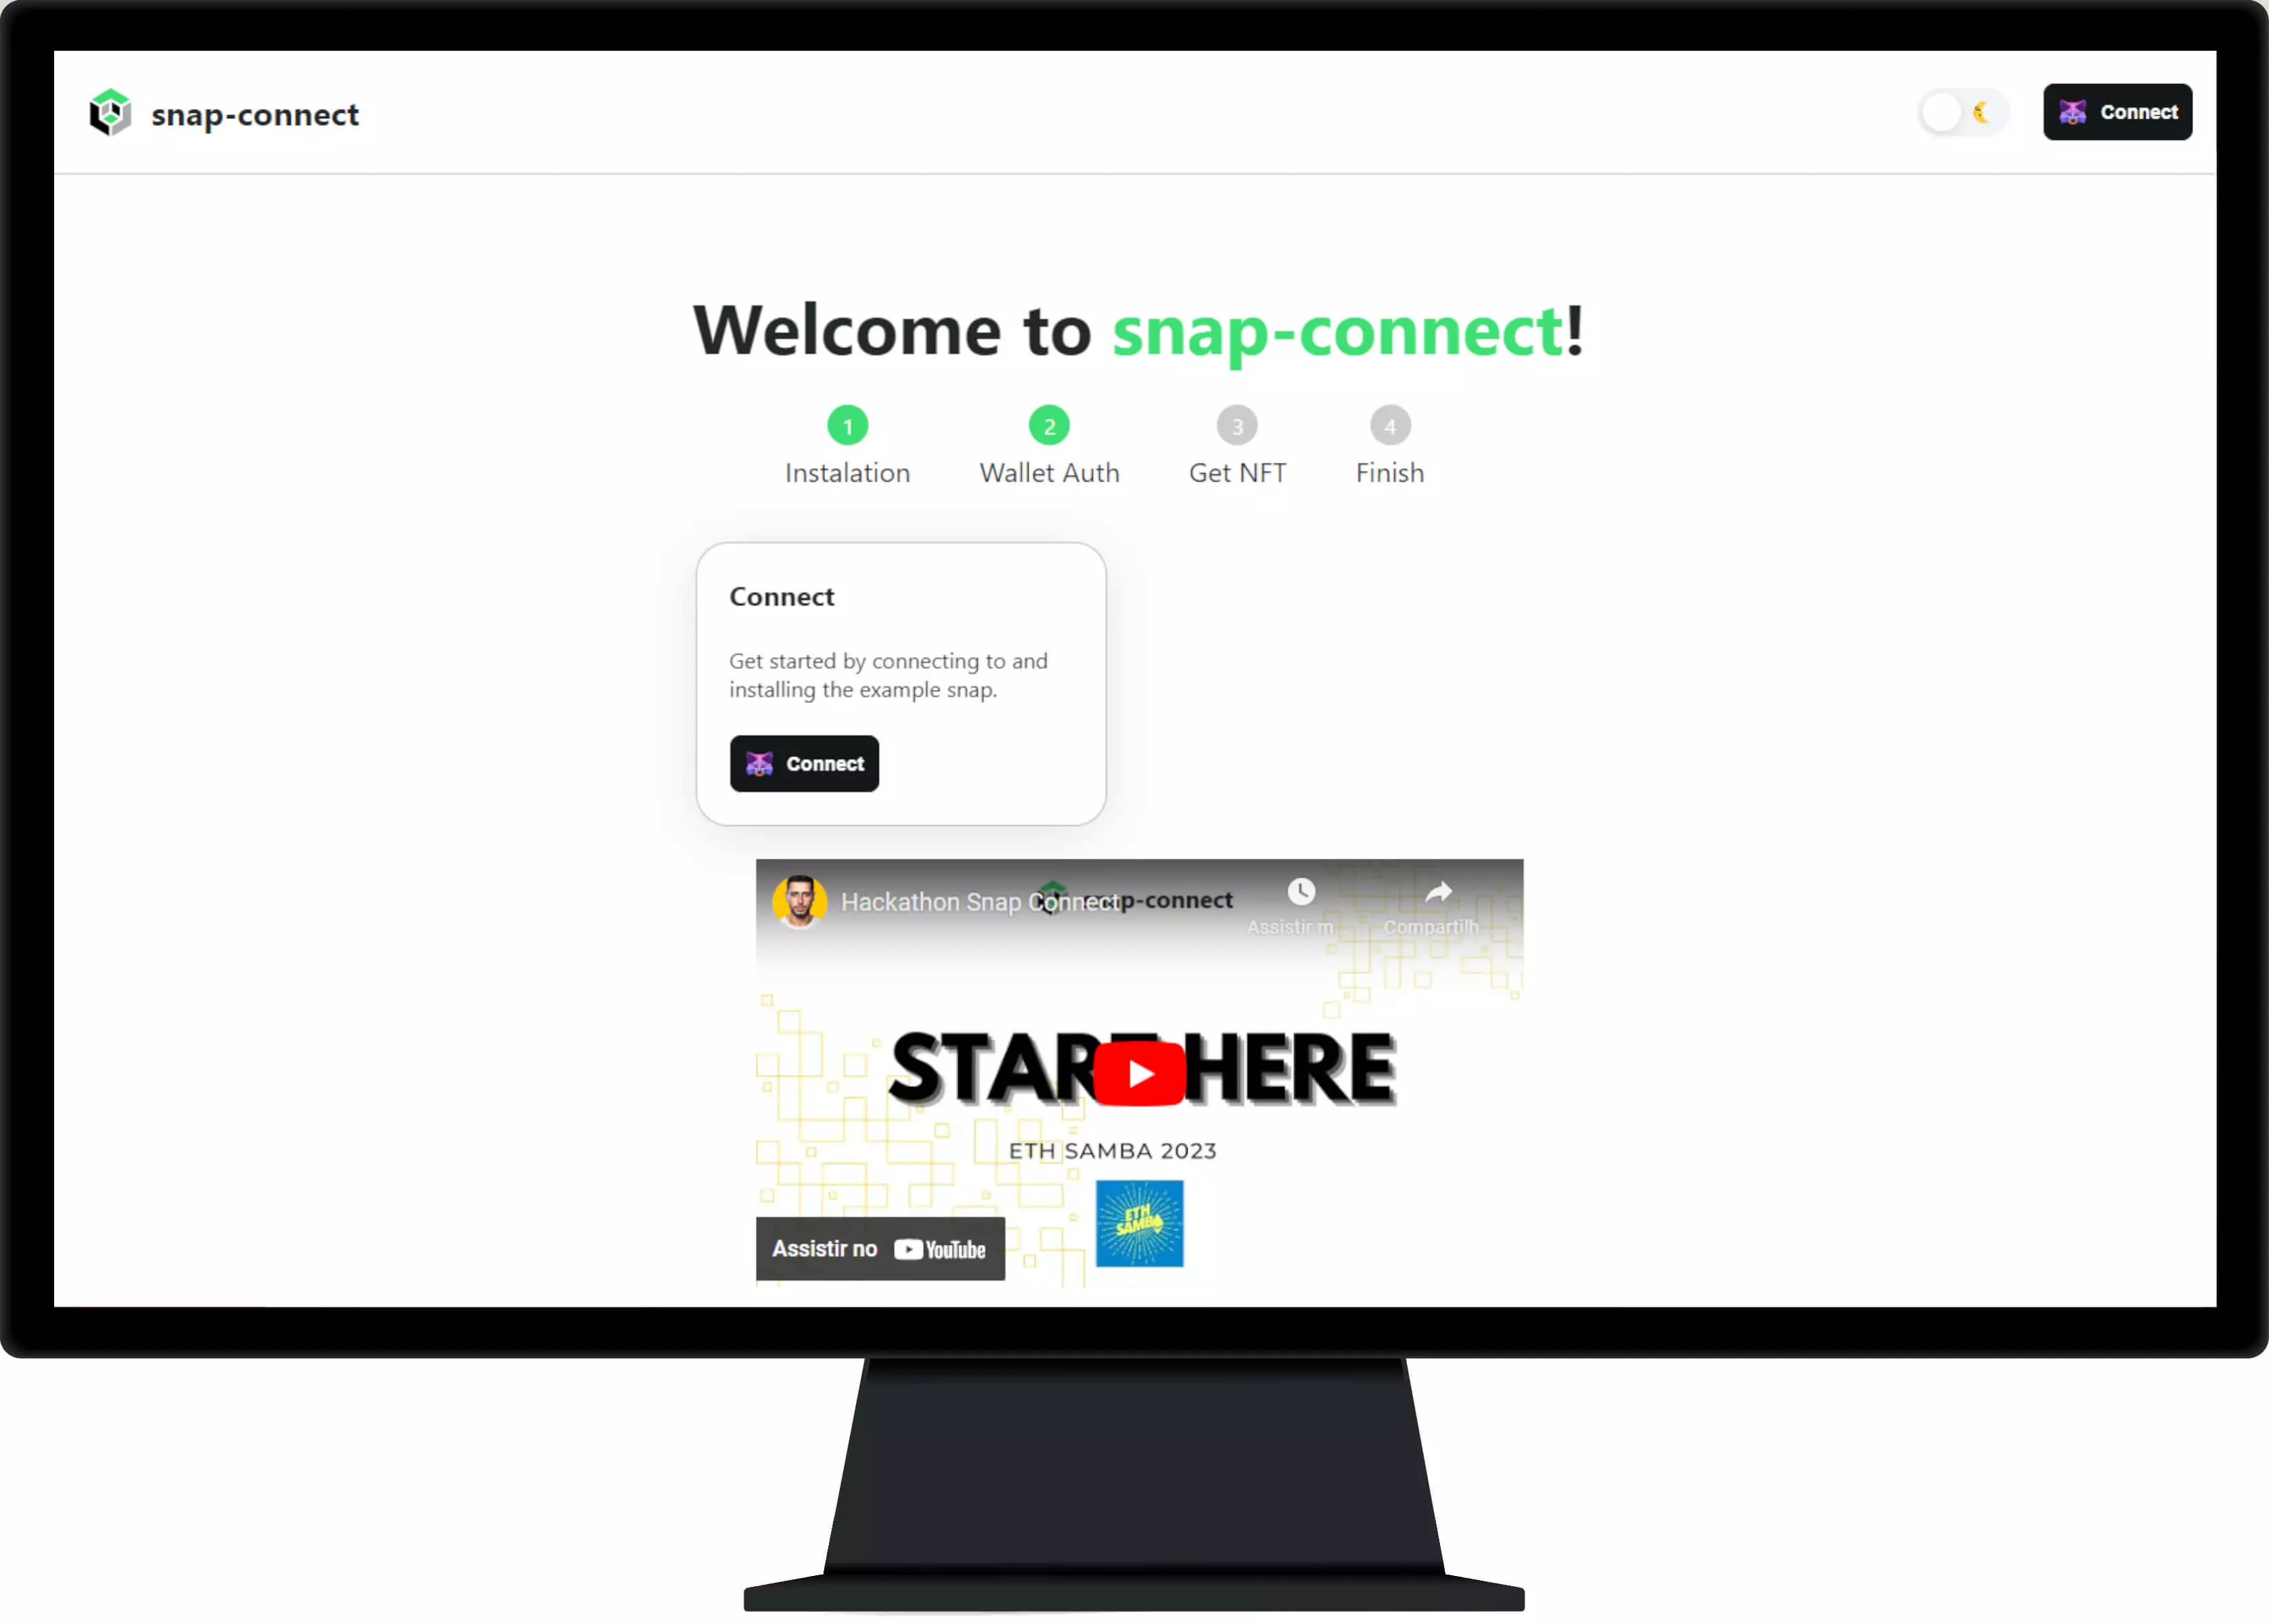 snap-connect
Connect
Welcome to snap-connect!
1 2 3 4
Instalation Wallet Auth Get NFT Finish
Connect
Get started by connecting to and
installing the example snap.
Connect
Hackathon Snap Connect
Assistir m... Compartilh
START HERE
ETH SAMBA 2023
ETH
SAMBA
Assistir no YouTube